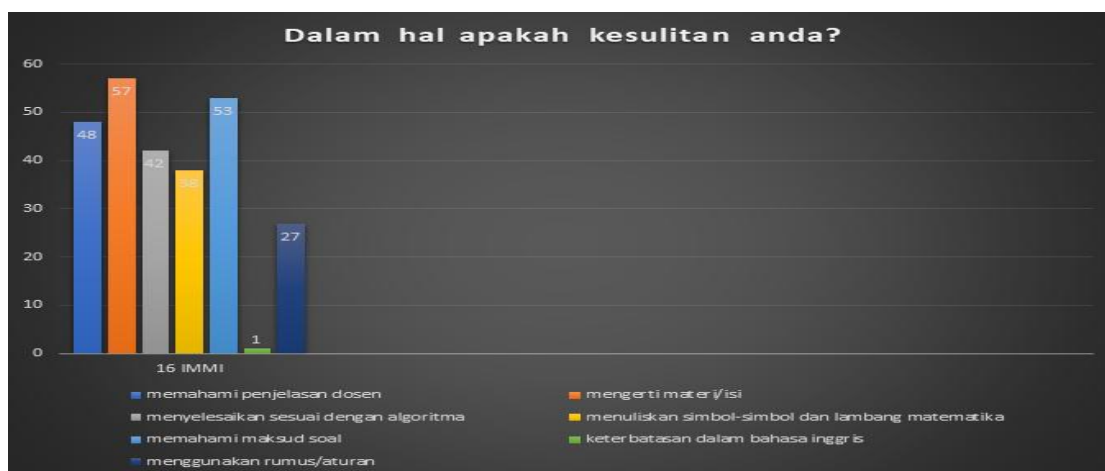 Dalam hal apakah kesulitan anda?
60
50
40
30
20
10
0
48
57
42
38
53
1
27
16 IMMI
memahami penjelasan dosen
mengerti materi/isi
menyelesaikan sesuai dengan algoritma
menuliskan simbol-simbol dan lambang matematika
memahami maksud soal
keterbatasan dalam bahasa inggris
menggunakan rumus/aturan